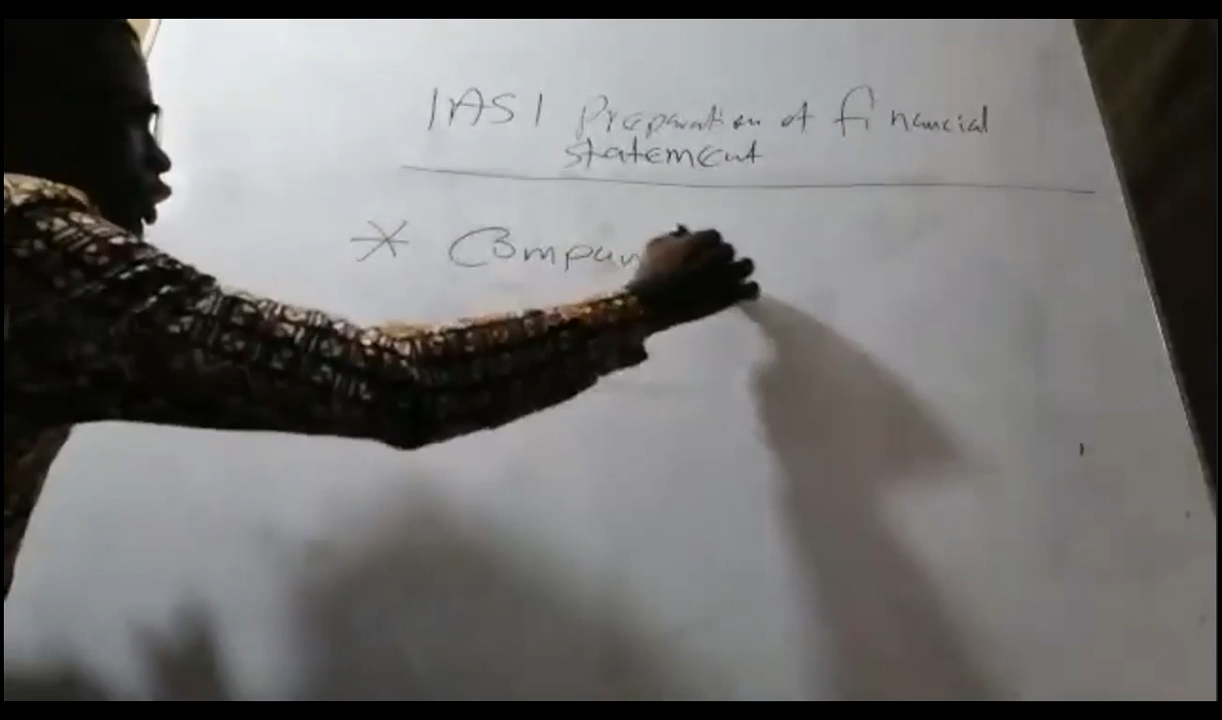 IAS 1 Preparation of financial
statement
* Compan